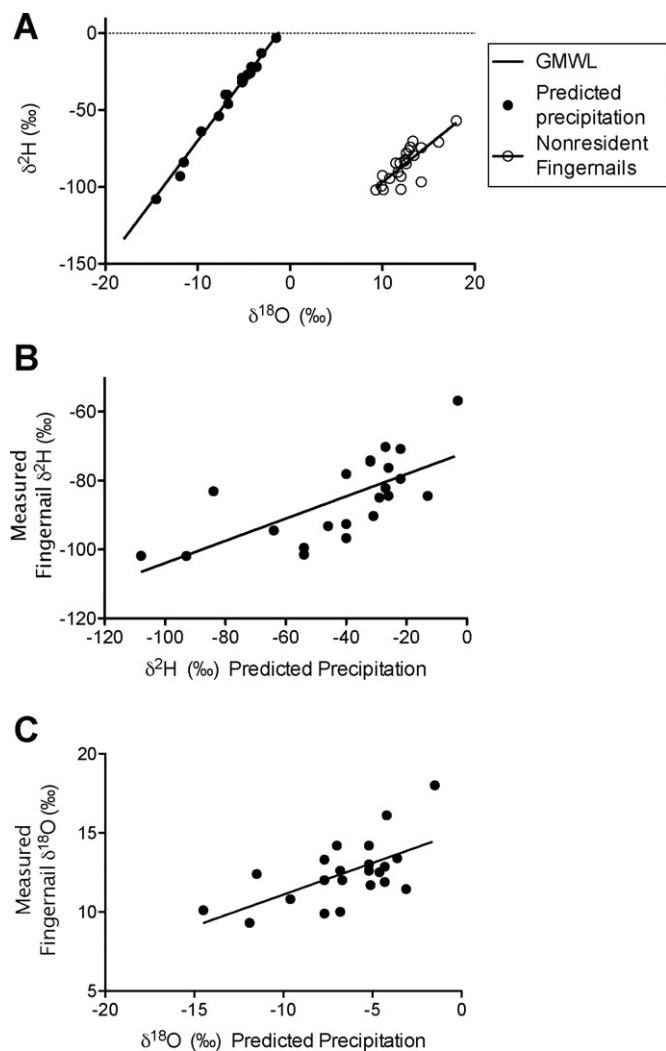 A
0
-50
-100
-150
δ²H (‰)
-20
-10
0
10
20
δ¹⁸O (‰)
GMWL
Predicted
precipitation
Nonresident
Fingernails
B
-60
-80
-100
-120
Measured
Fingernail δ²H (‰)
-120
-100
-80
-60
-40
-20
0
δ²H (‰) Predicted Precipitation
C
20
15
10
5
Measured
Fingernail δ¹⁸O (‰)
-20
-15
-10
-5
0
δ¹⁸O (‰) Predicted Precipitation